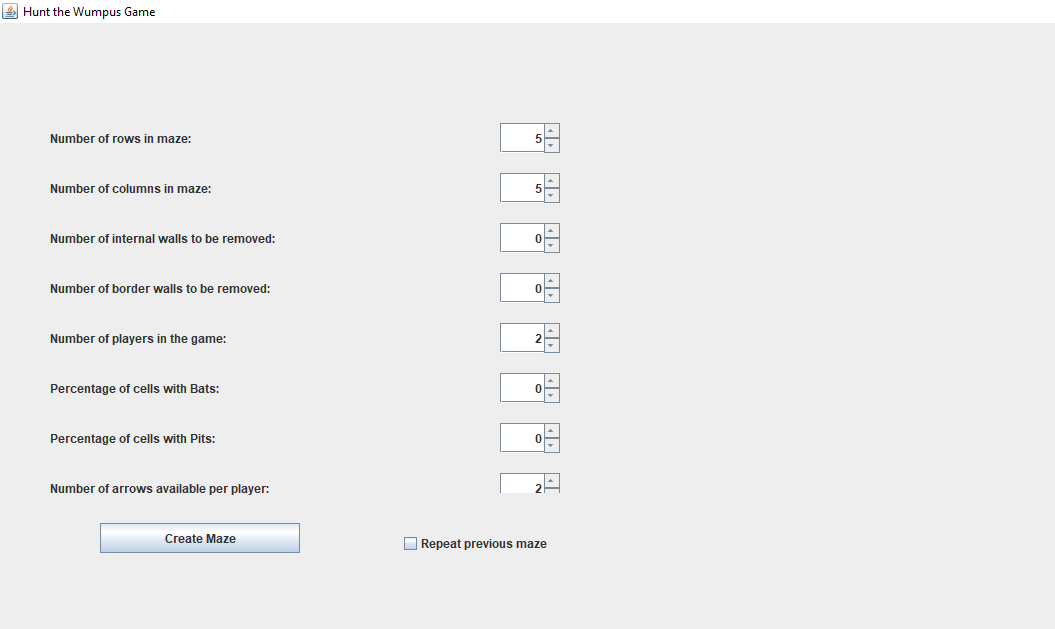 Hunt the Wumpus Game
Number of rows in maze: 5
Number of columns in maze: 5
Number of internal walls to be removed: 0
Number of border walls to be removed: 0
Number of players in the game: 2
Percentage of cells with Bats: 0
Percentage of cells with Pits: 0
Number of arrows available per player: 2
Create Maze Repeat previous maze